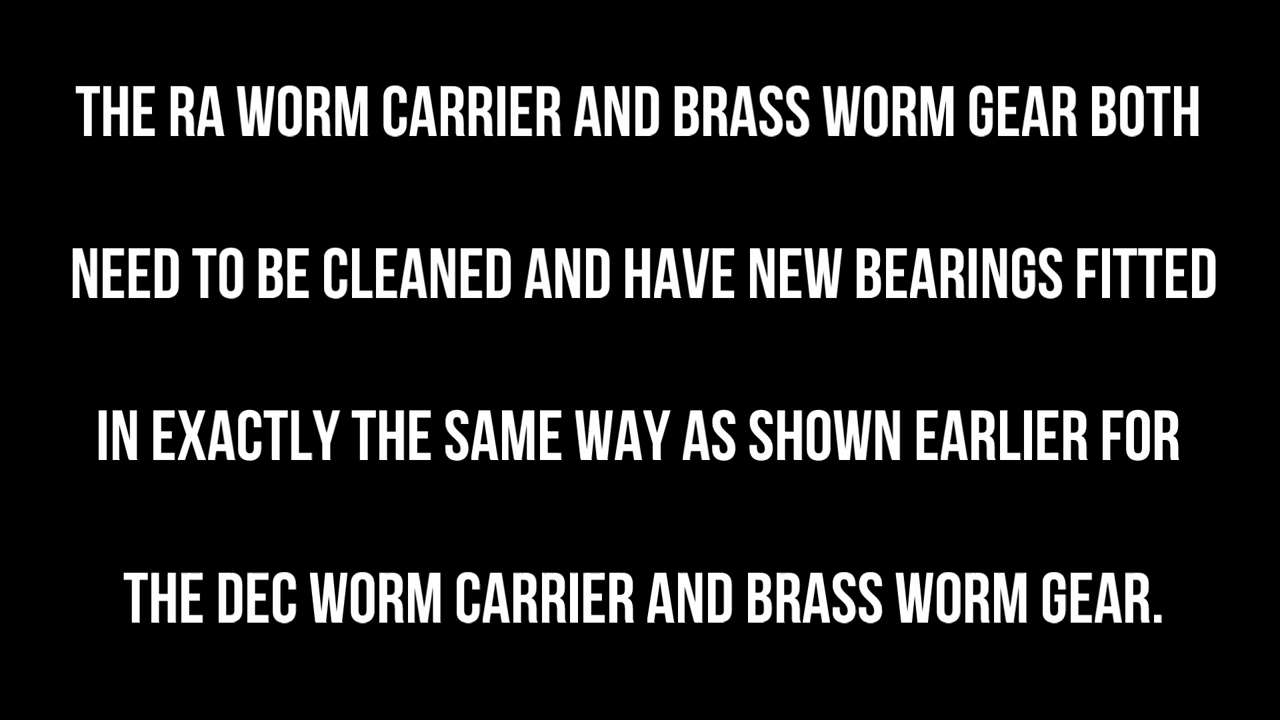 THE RA WORM CARRIER AND BRASS WORM GEAR BOTH
NEED TO BE CLEANED AND HAVE NEW BEARINGS FITTED
IN EXACTLY THE SAME WAY AS SHOWN EARLIER FOR
THE DEC WORM CARRIER AND BRASS WORM GEAR.